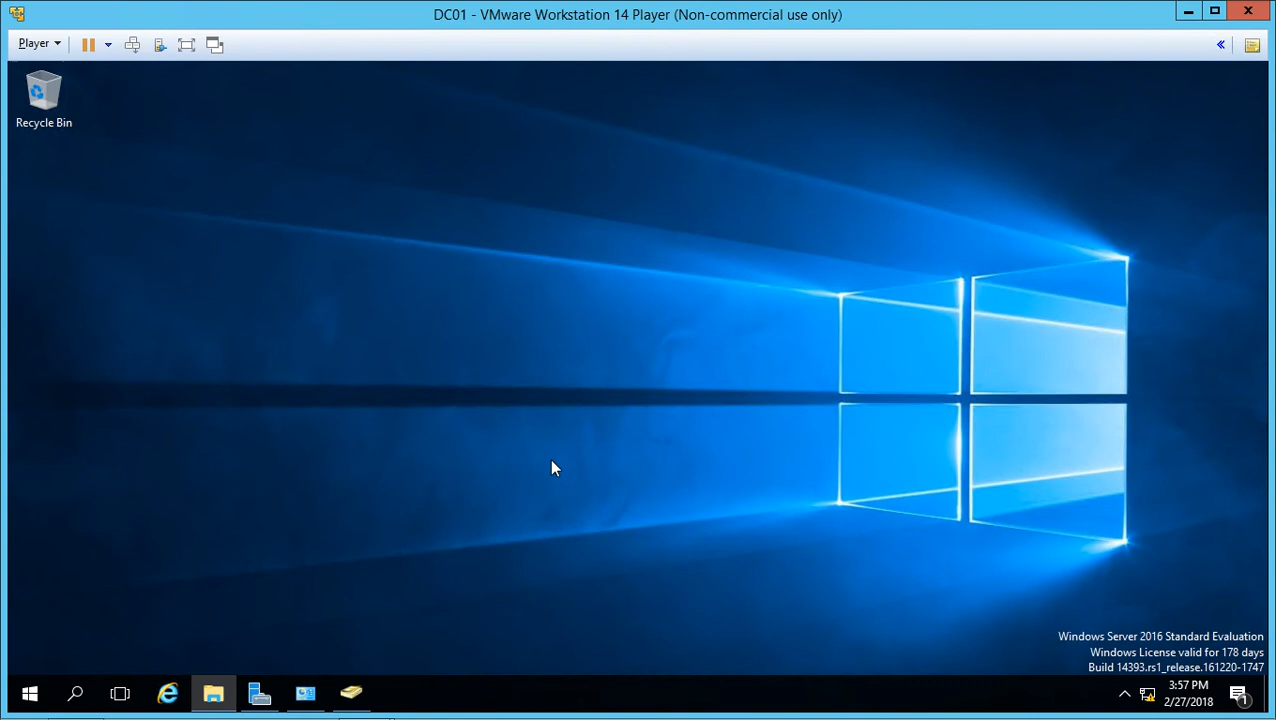 DC01 - VMware Workstation 14 Player (Non-commercial use only)
Player
Recycle Bin
Windows Server 2016 Standard Evaluation
Windows License valid for 178 days
Build 14393.rs1_release.161220-1747
3:57 PM
2/27/2018
1